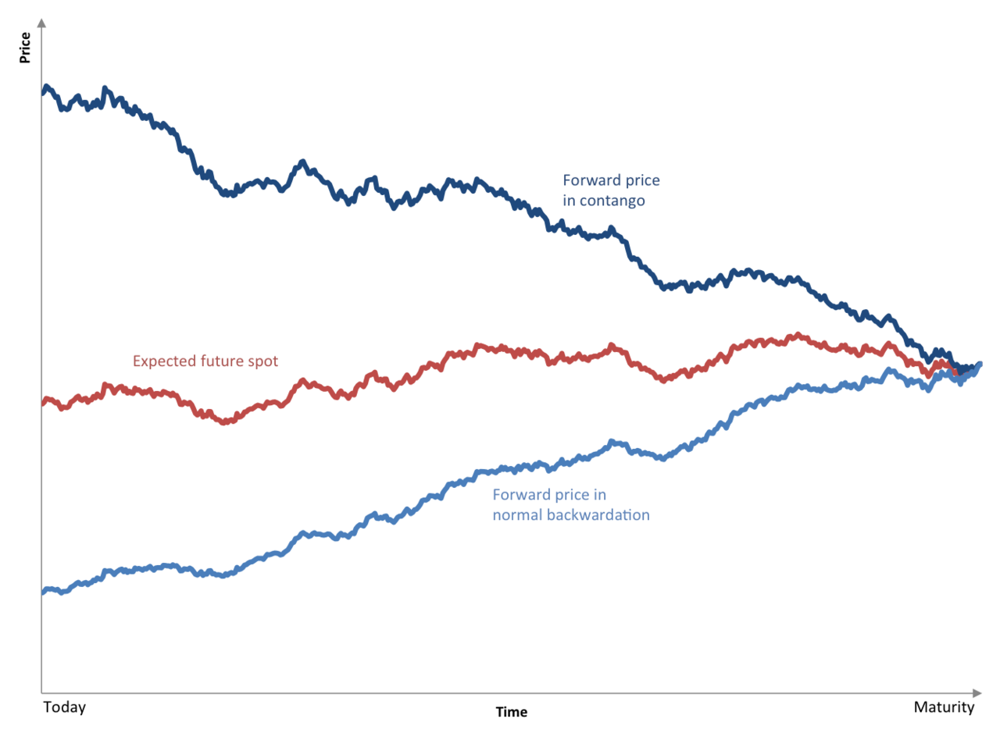 Price
Forward price
in contango
Expected future spot
Forward price in
normal backwardation
Today
Time
Maturity